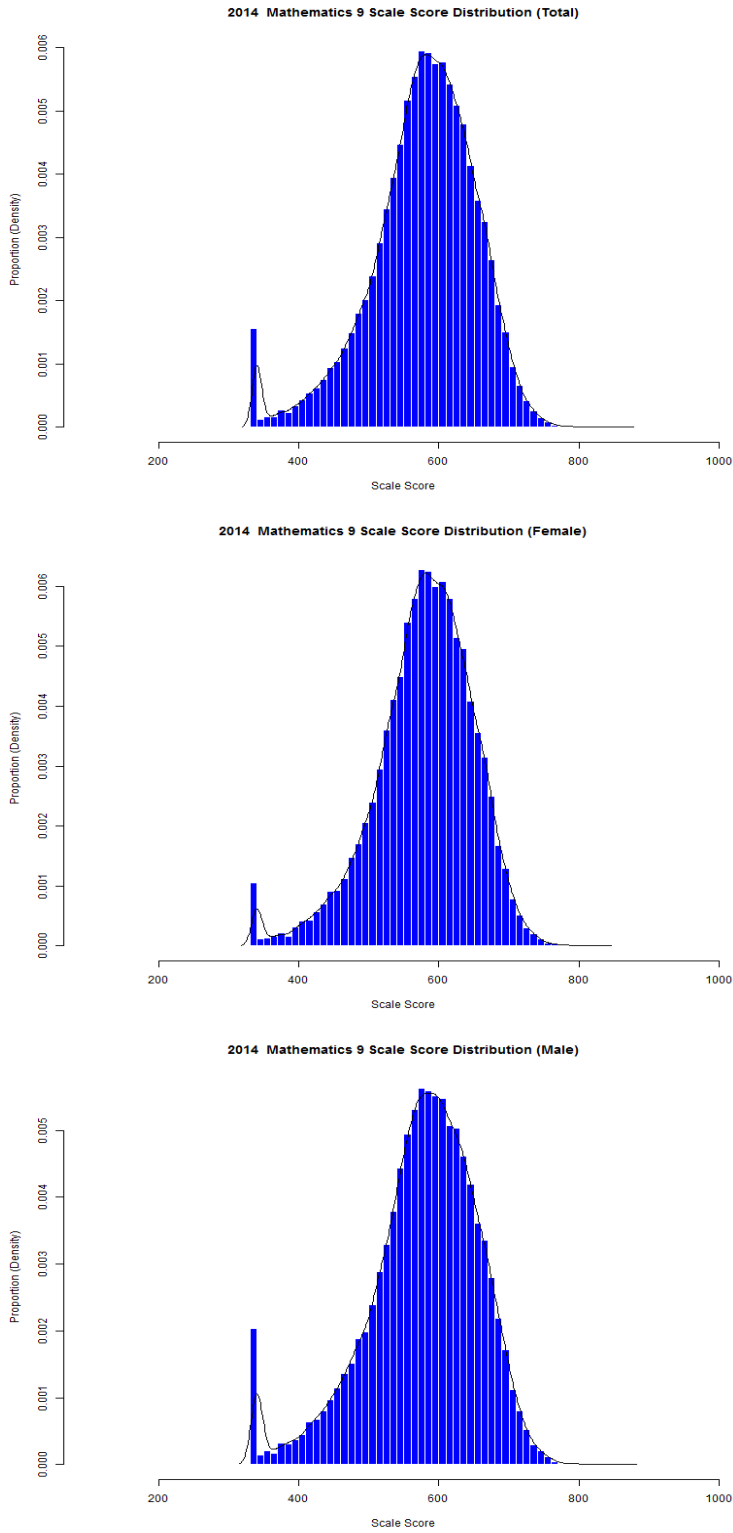 2014 Mathematics 9 Scale Score Distribution (Total)
0.006
0.005
0.004
0.003
0.002
0.001
0.000
Proportion (Density)
200 400 600 800 1000
Scale Score
2014 Mathematics 9 Scale Score Distribution (Female)
0.006
0.005
0.004
0.003
0.002
0.001
0.000
Proportion (Density)
200 400 600 800 1000
Scale Score
2014 Mathematics 9 Scale Score Distribution (Male)
0.005
0.004
0.003
0.002
0.001
0.000
Proportion (Density)
200 400 600 800 1000
Scale Score